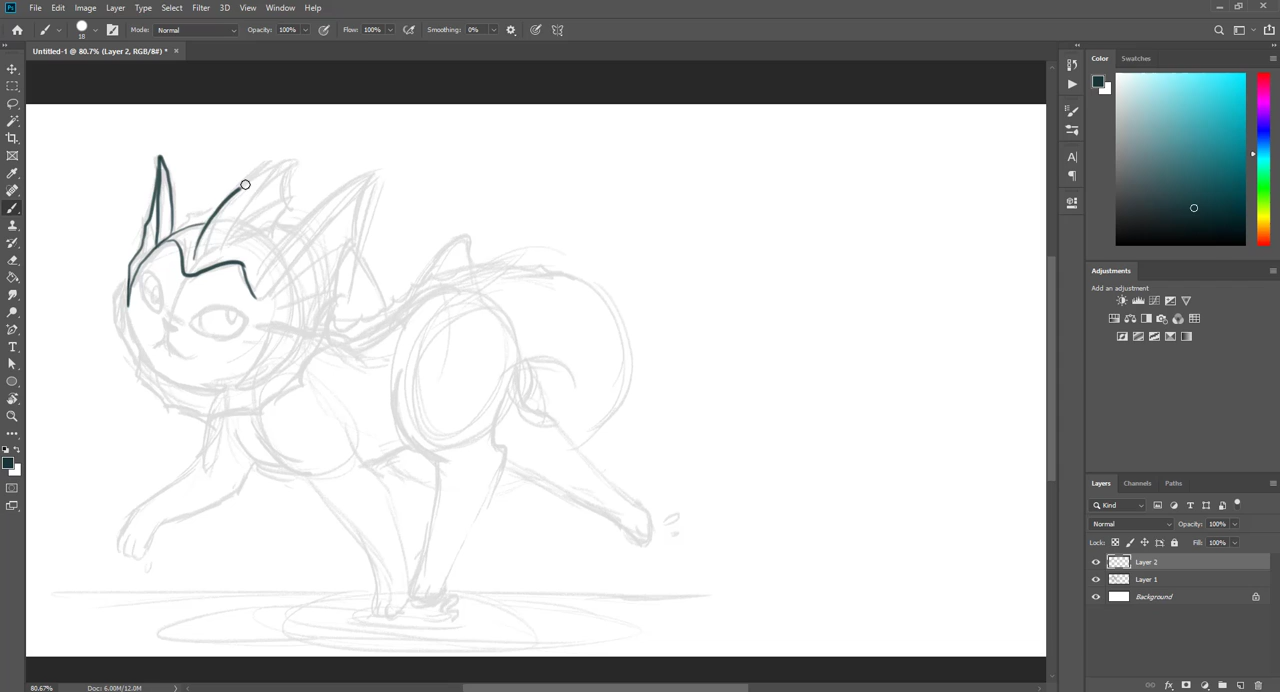 Ps File Edit Image Layer Type Select Filter 3D View Window Help
18 Mode: Normal Opacity: 100% Flow: 100% Smoothing: 0%
Untitled-1 @ 80.7% (Layer 2, RGB/8#) * ×
Color Swatches
Adjustments
Add an adjustment
Layers Channels Paths
Kind
Normal Opacity: 100%
Lock: Fill: 100%
Layer 2
Layer 1
Background
80.67% Doc: 6.00M/12.0M